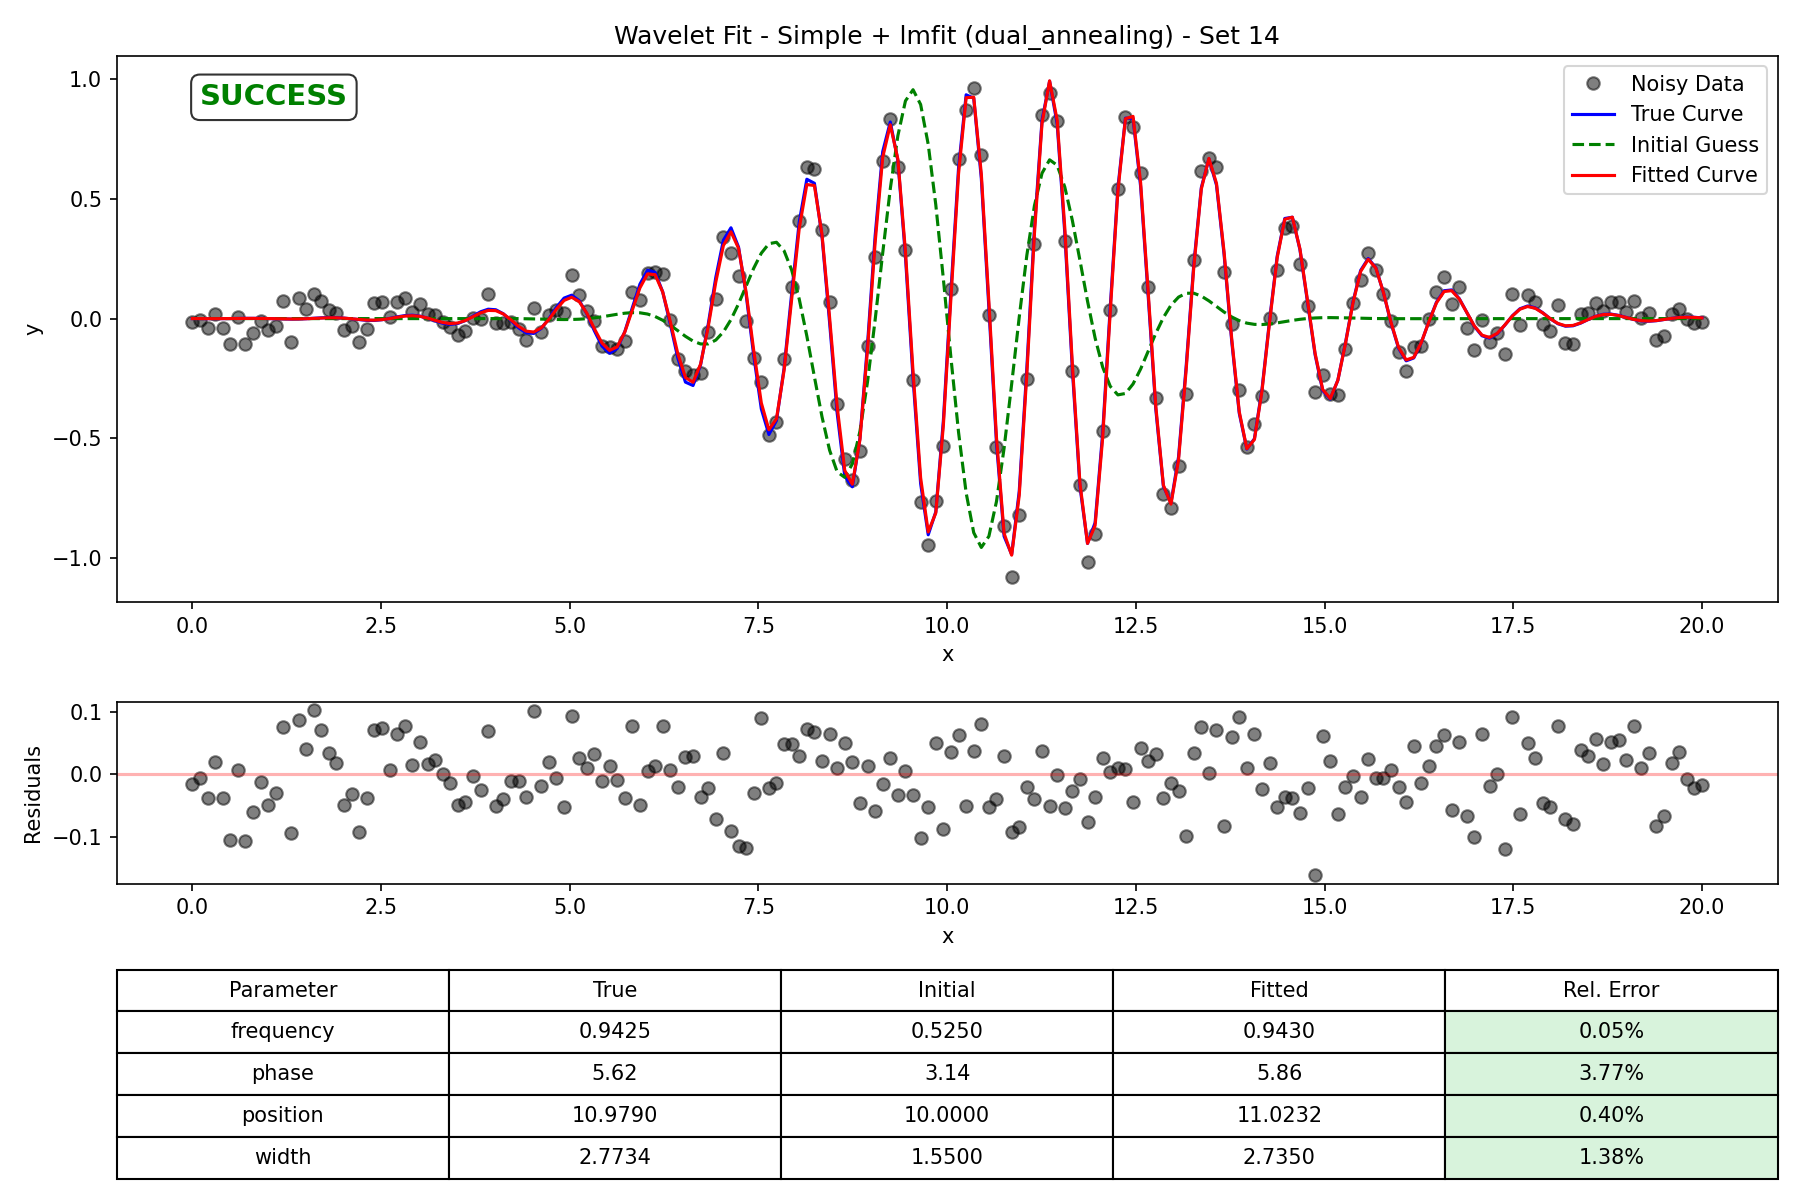 Wavelet Fit - Simple + lmfit (dual_annealing) - Set 14
SUCCESS
Noisy Data
True Curve
Initial Guess
Fitted Curve
1.0
0.5
0.0
−0.5
−1.0
y
0.0 2.5 5.0 7.5 10.0 12.5 15.0 17.5 20.0
x
0.1
0.0
−0.1
Residuals
0.0 2.5 5.0 7.5 10.0 12.5 15.0 17.5 20.0
x
Parameter True Initial Fitted Rel. Error
frequency 0.9425 0.5250 0.9430 0.05%
phase 5.62 3.14 5.86 3.77%
position 10.9790 10.0000 11.0232 0.40%
width 2.7734 1.5500 2.7350 1.38%